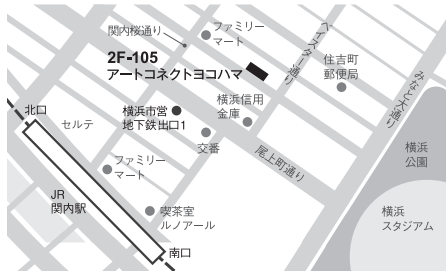 関内桜通り
ファミリー
マート
ベイスターズ通り
2F-105
アートコネクトヨコハマ
住吉町
郵便局
みなと大通り
北口
セルテ
横浜市営
地下鉄出口1
横浜信用
金庫
交番
尾上町通り
横浜
公園
ファミリー
マート
JR
関内駅
喫茶室
ルノアール
横浜
スタジアム
南口